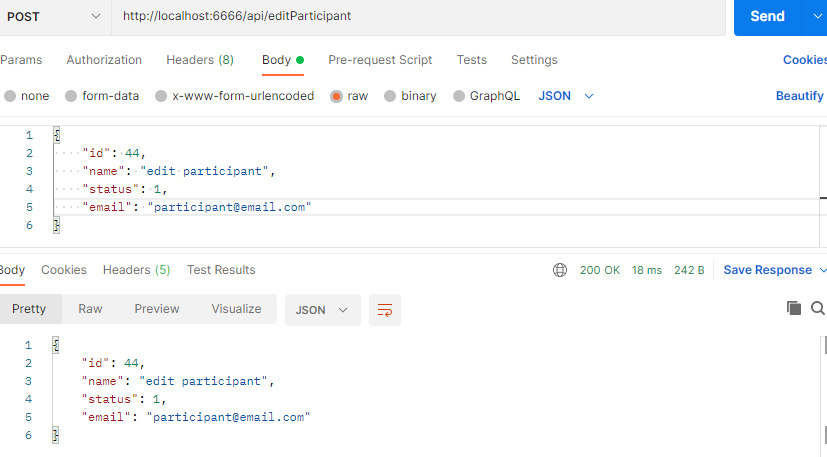 POST http://localhost:6666/api/editParticipant Send
Params Authorization Headers (8) Body Pre-request Script Tests Settings Cookies
none form-data x-www-form-urlencoded raw binary GraphQL JSON Beautify
1 {
2 "id": 44,
3 "name": "edit participant",
4 "status": 1,
5 "email": "participant@email.com"
6 }
Body Cookies Headers (5) Test Results 200 OK 18 ms 242 B Save Response
Pretty Raw Preview Visualize JSON
1 {
2 "id": 44,
3 "name": "edit participant",
4 "status": 1,
5 "email": "participant@email.com"
6 }